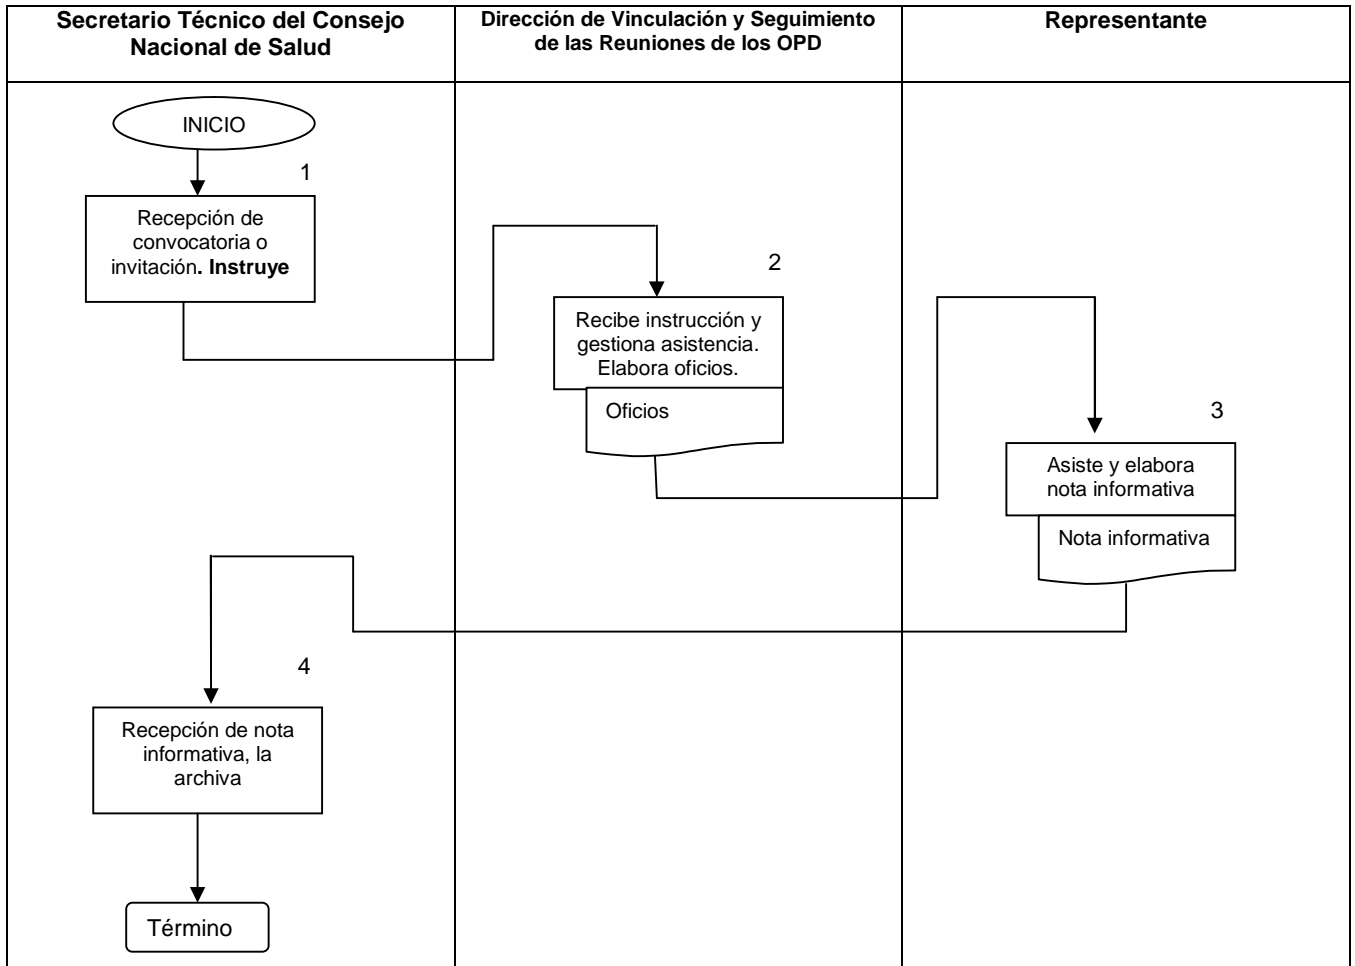 Secretario Técnico del Consejo
Nacional de Salud
Dirección de Vinculación y Seguimiento
de las Reuniones de los OPD
Representante
INICIO
1
Recepción de
convocatoria o
invitación. Instruye
2
Recibe instrucción y
gestiona asistencia.
Elabora oficios.
Oficios
3
Asiste y elabora
nota informativa
Nota informativa
4
Recepción de nota
informativa, la
archiva
Término